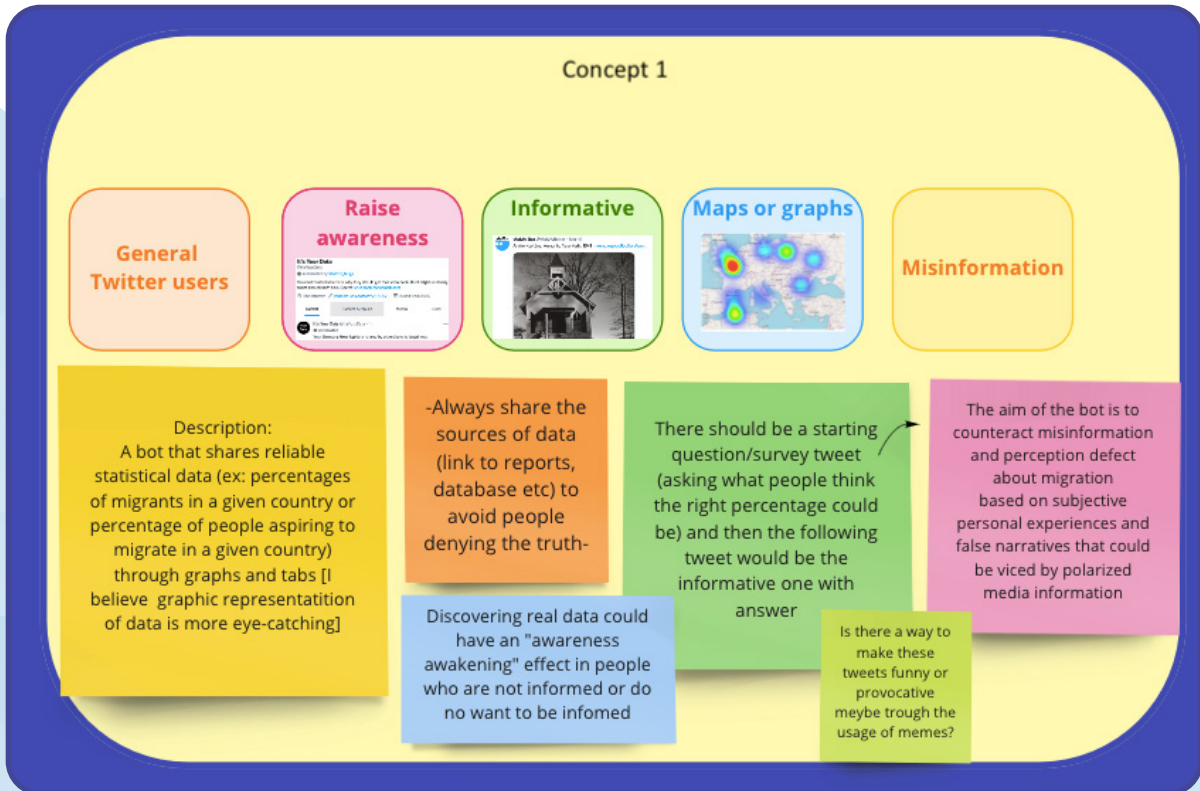 Concept 1
General
Twitter users
Raise
awareness
It's Your Data
Informative
Maps or graphs
Misinformation
Description:
A bot that shares reliable
statistical data (ex: percentages
of migrants in a given country or
percentage of people aspiring to
migrate in a given country)
through graphs and tabs [I
believe graphic representatition
of data is more eye-catching]
-Always share the
sources of data
(link to reports,
database etc) to
avoid people
denying the truth-
Discovering real data could
have an "awareness
awakening" effect in people
who are not informed or do
no want to be infomed
There should be a starting
question/survey tweet
(asking what people think
the right percentage could
be) and then the following
tweet would be the
informative one with
answer
Is there a way to
make these
tweets funny or
provocative
meybe trough the
usage of memes?
The aim of the bot is to
counteract misinformation
and perception defect
about migration
based on subjective
personal experiences and
false narratives that could
be viced by polarized
media information